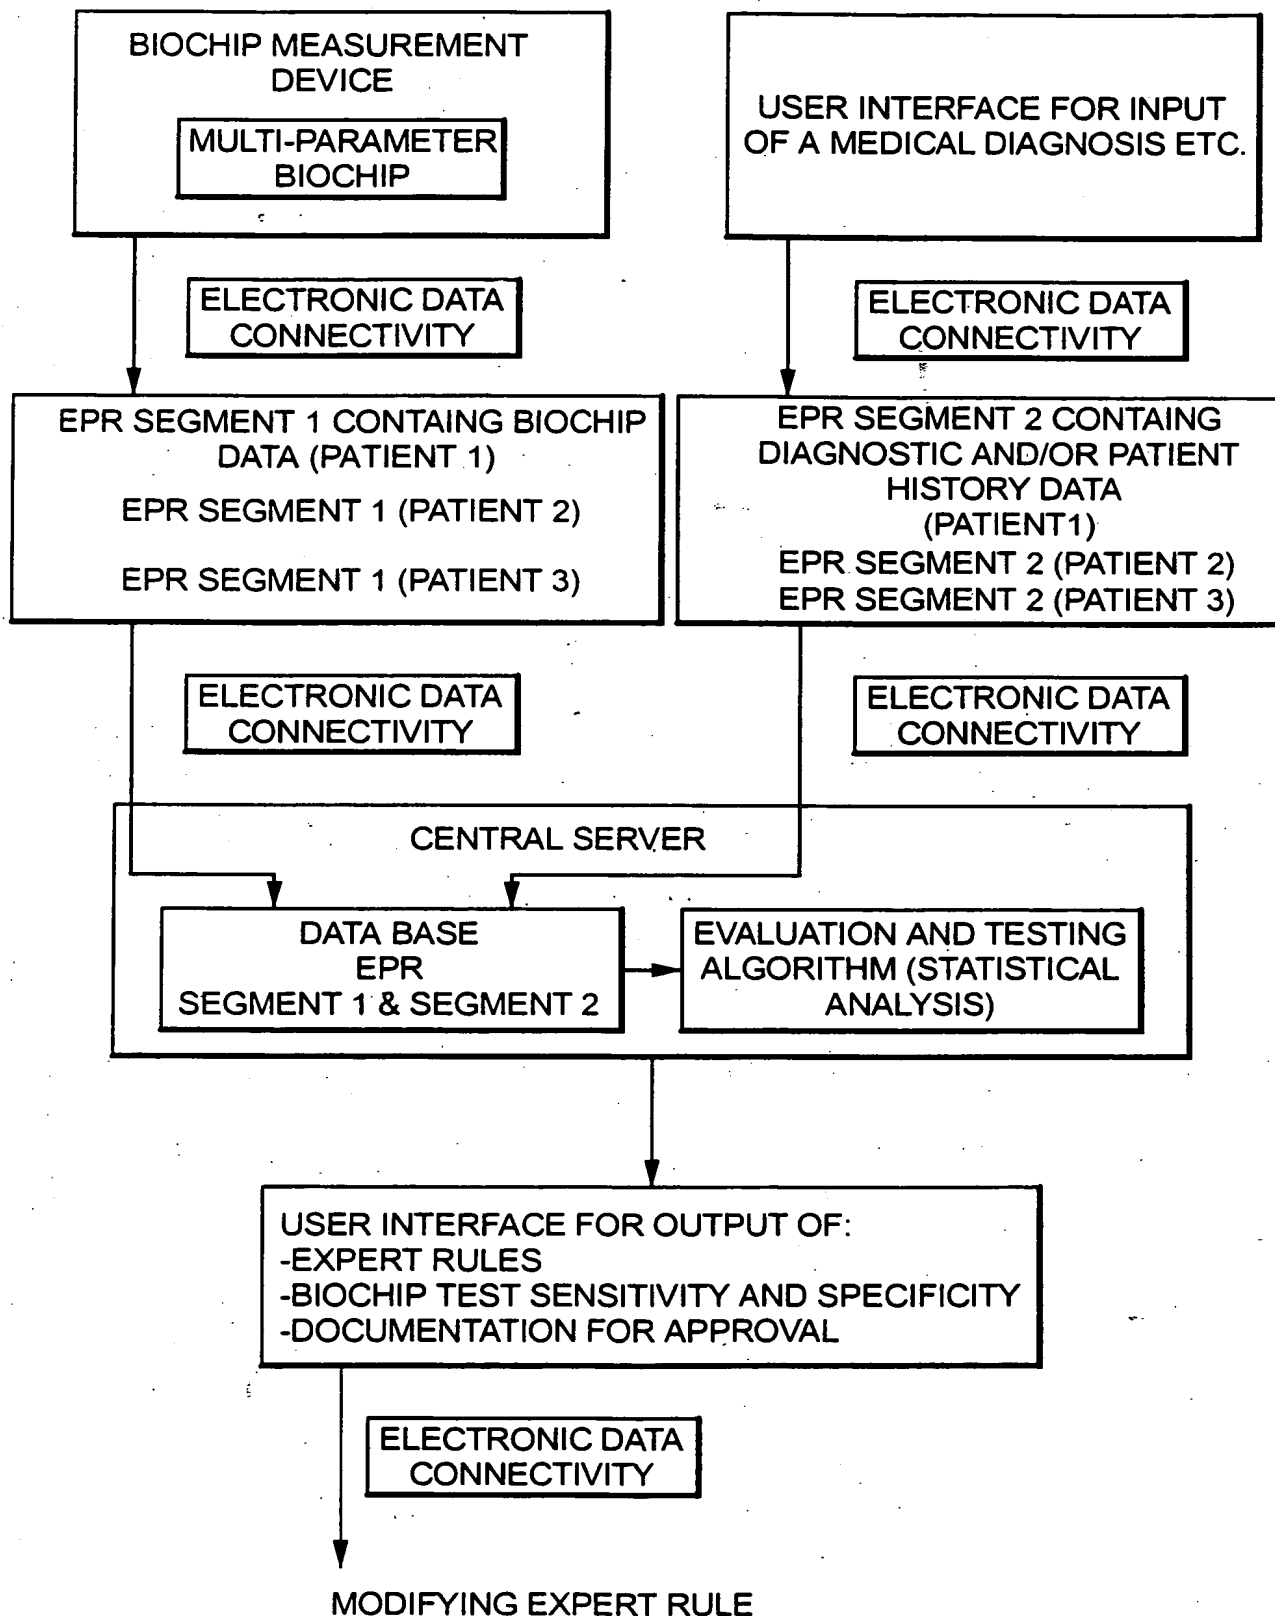 BIOCHIP MEASUREMENT
DEVICE
MULTI-PARAMETER
BIOCHIP
USER INTERFACE FOR INPUT
OF A MEDICAL DIAGNOSIS ETC.
ELECTRONIC DATA
CONNECTIVITY
ELECTRONIC DATA
CONNECTIVITY
EPR SEGMENT 1 CONTAING BIOCHIP
DATA (PATIENT 1)
EPR SEGMENT 1 (PATIENT 2)
EPR SEGMENT 1 (PATIENT 3)
EPR SEGMENT 2 CONTAING
DIAGNOSTIC AND/OR PATIENT
HISTORY DATA
(PATIENT1)
EPR SEGMENT 2 (PATIENT 2)
EPR SEGMENT 2 (PATIENT 3)
ELECTRONIC DATA
CONNECTIVITY
ELECTRONIC DATA
CONNECTIVITY
CENTRAL SERVER
DATA BASE
EPR
SEGMENT 1 & SEGMENT 2
EVALUATION AND TESTING
ALGORITHM (STATISTICAL
ANALYSIS)
USER INTERFACE FOR OUTPUT OF:
-EXPERT RULES
-BIOCHIP TEST SENSITIVITY AND SPECIFICITY
-DOCUMENTATION FOR APPROVAL
ELECTRONIC DATA
CONNECTIVITY
MODIFYING EXPERT RULE